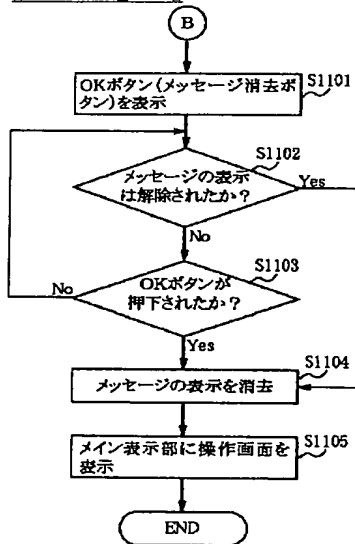 B
OKボタン(メッセージ消去ボ
タン)を表示
S1101
メッセージの表示
は解除されたか?
S1102
Yes
No
OKボタンが
押下されたか?
S1103
No
Yes
メッセージの表示を消去
S1104
メイン表示部に操作画面を
表示
S1105
END